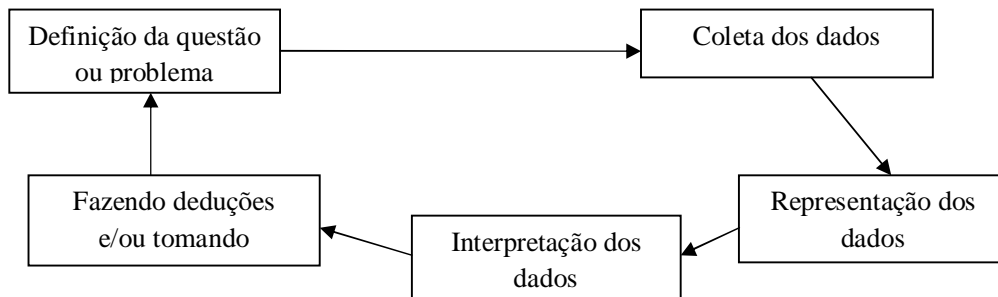 Definição da questão
ou problema
Coleta dos dados
Representação dos
dados
Interpretação dos
dados
Fazendo deduções
e/ou tomando